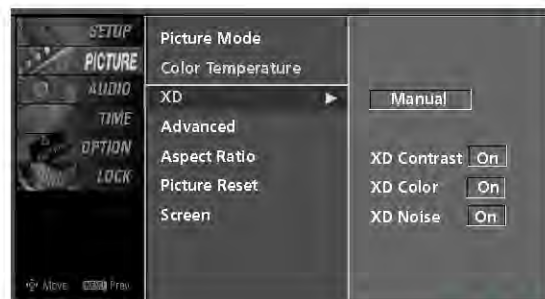 SETUP
PICTURE
AUDIO
TIME
OPTION
LOCK
Move Prev.
Picture Mode
Color Temperature
XD ▶
Advanced
Aspect Ratio
Picture Reset
Screen
Manual
XD Contrast On
XD Color On
XD Noise On